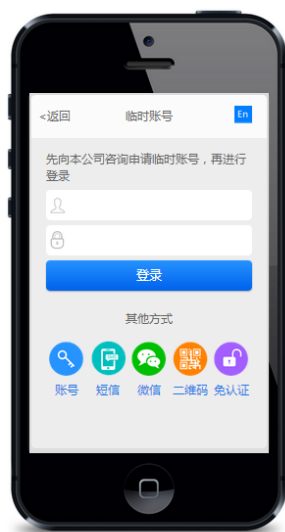 <返回 临时账号 En
先向本公司咨询申请临时账号，再进行
登录
登录
其他方式
账号 短信 微信 二维码 免认证